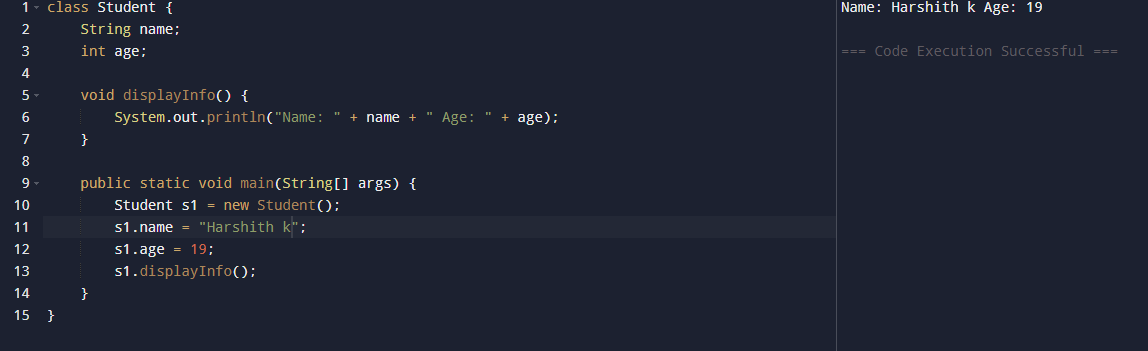 1 class Student {
2     String name;
3     int age;
4
5     void displayInfo() {
6         System.out.println("Name: " + name + " Age: " + age);
7     }
8
9     public static void main(String[] args) {
10         Student s1 = new Student();
11         s1.name = "Harshith k";
12         s1.age = 19;
13         s1.displayInfo();
14     }
15 }
Name: Harshith k Age: 19
=== Code Execution Successful ===